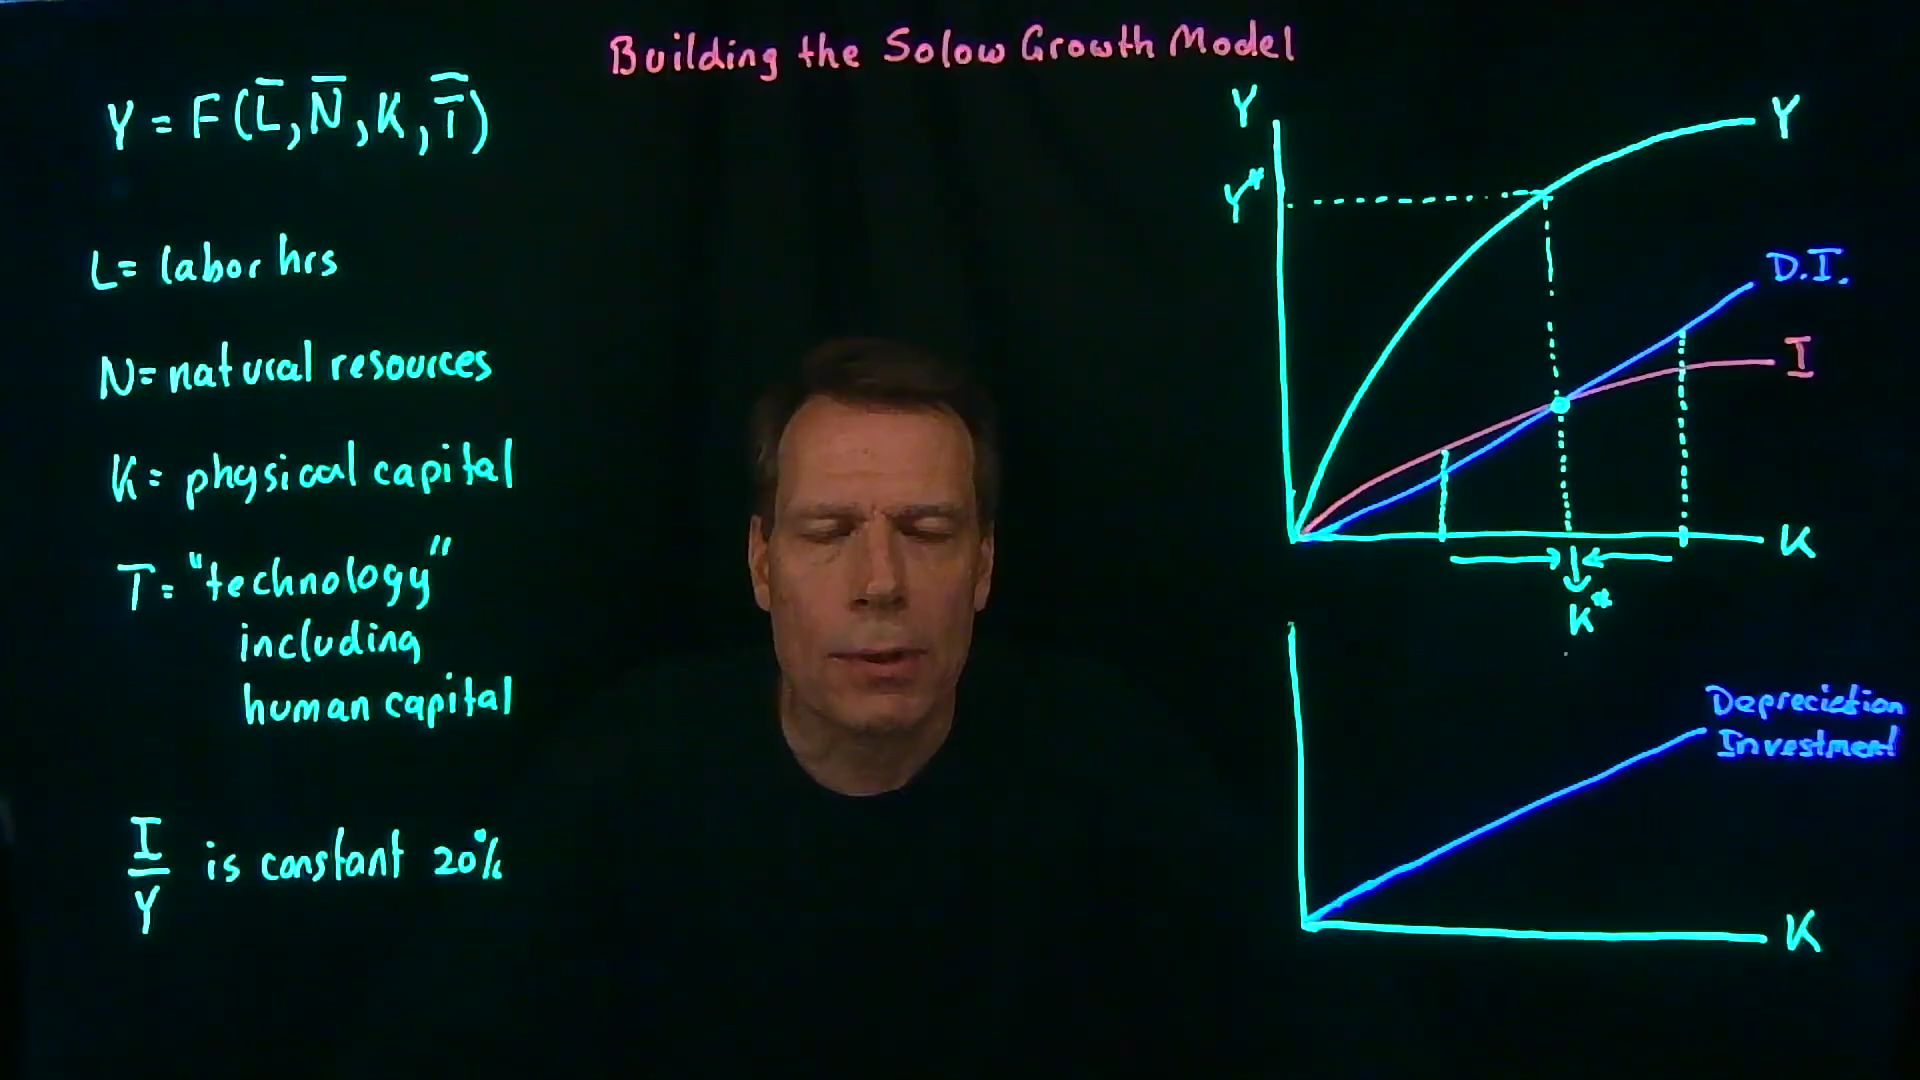 Building the Solow Growth Model
Y = F(L̄, N̄, K, T̄)
L = labor hrs
N = natural resources
K = physical capital
T = "technology"
including
human capital
I/Y is constant 20%
Y
Y
Y*
D.I.
I
K
K*
Depreciation
Investment
K